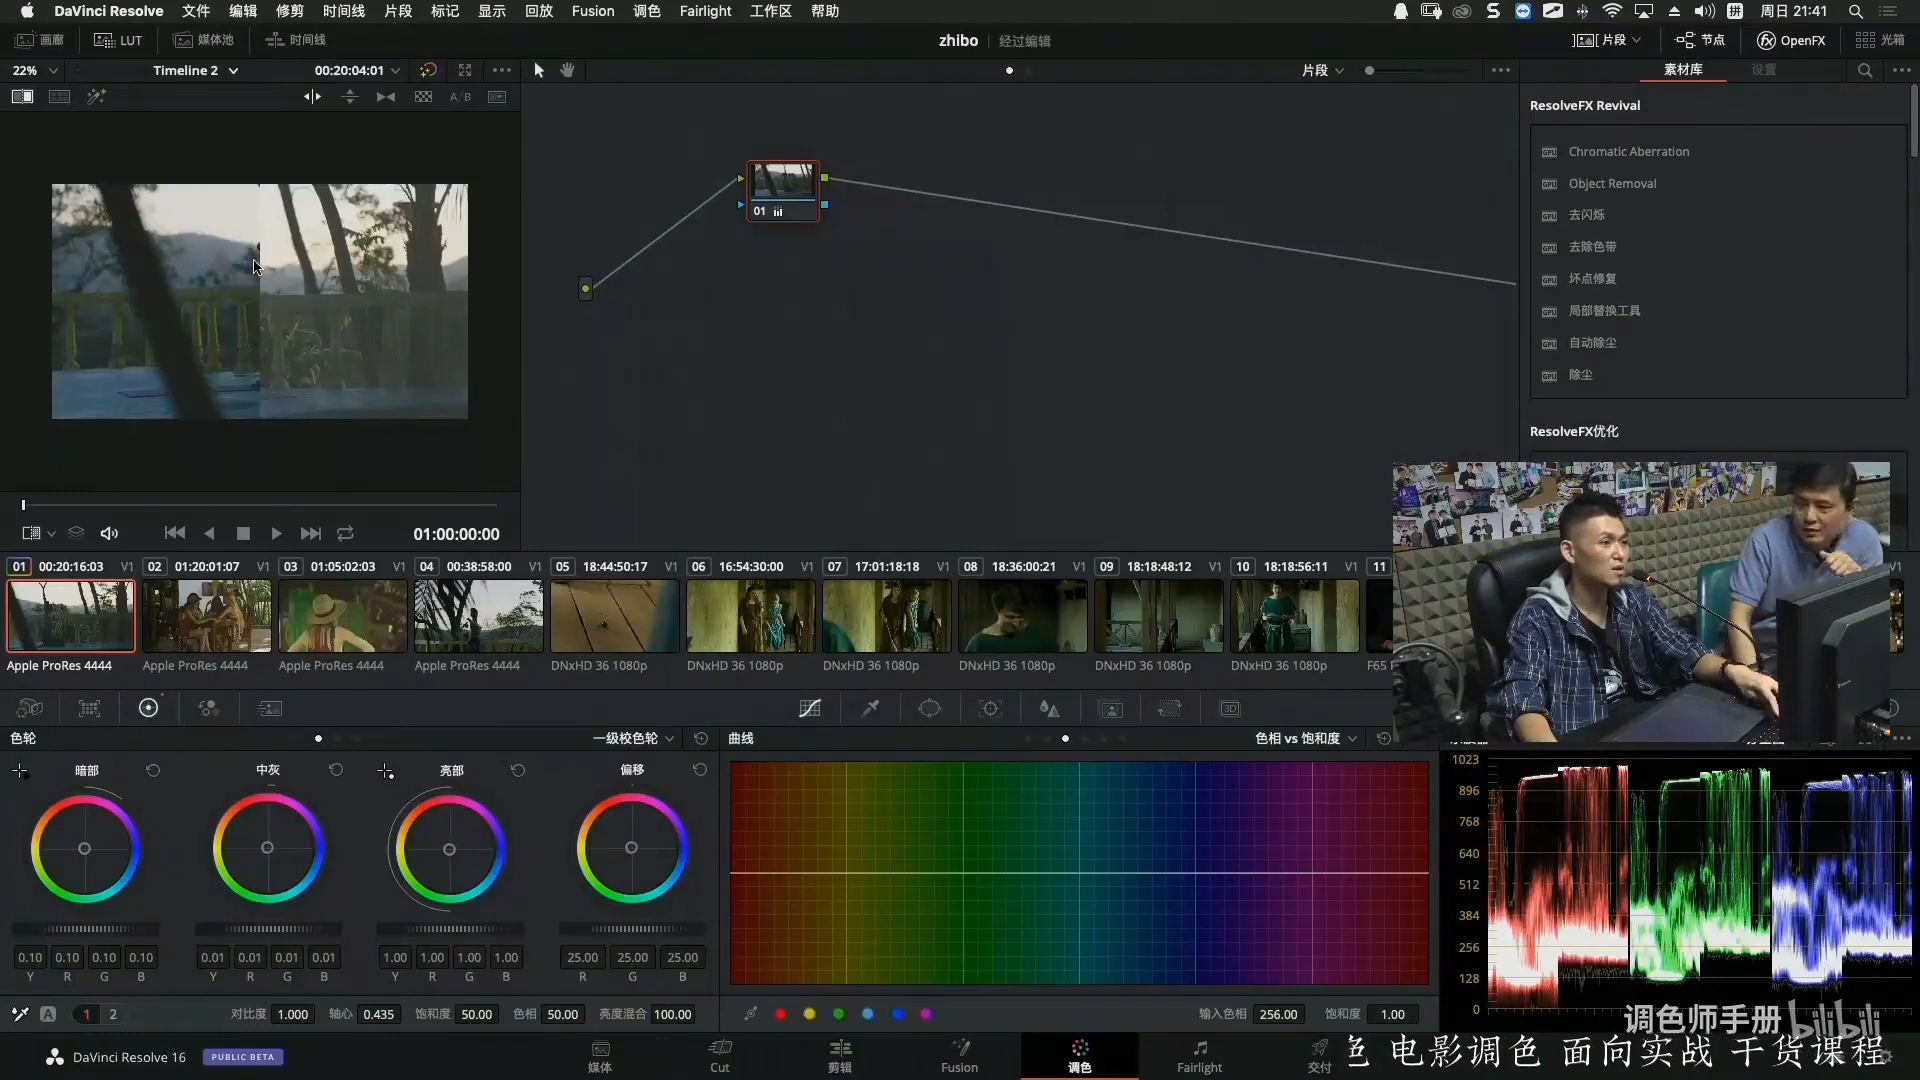 DaVinci Resolve 文件 编辑 修剪 时间线 片段 标记 显示 回放 Fusion 调色 Fairlight 工作区 帮助 周日 21:41
画廊 LUT 媒体池 时间线 zhibo 经过编辑 片段 节点 OpenFX 光箱
22% Timeline 2 00:20:04:01 片段 素材库 设置
A/B
ResolveFX Revival
Chromatic Aberration
Object Removal
去闪烁
去除色带
坏点修复
局部替换工具
自动除尘
除尘
ResolveFX优化
01
01:00:00:00
01 00:20:16:03 V1 02 01:20:01:07 V1 03 01:05:02:03 V1 04 00:38:58:00 V1 05 18:44:50:17 V1 06 16:54:30:00 V1 07 17:01:18:18 V1 08 18:36:00:21 V1 09 18:18:48:12 V1 10 18:18:56:11 V1 11 V1
Apple ProRes 4444 Apple ProRes 4444 Apple ProRes 4444 Apple ProRes 4444 DNxHD 36 1080p DNxHD 36 1080p DNxHD 36 1080p DNxHD 36 1080p DNxHD 36 1080p DNxHD 36 1080p F65
3D
色轮 一级校色轮 曲线 色相 vs 饱和度
暗部 中灰 亮部 偏移
0.10 0.10 0.10 0.10 0.01 0.01 0.01 0.01 1.00 1.00 1.00 1.00 25.00 25.00 25.00
Y R G B Y R G B Y R G B R G B
1023
896
768
640
512
384
256
128
0
A 1 2 对比度 1.000 轴心 0.435 饱和度 50.00 色相 50.00 亮度混合 100.00 输入色相 256.00 饱和度 1.00
调色师手册 bilibili
DaVinci Resolve 16 PUBLIC BETA 媒体 Cut 剪辑 Fusion 调色 Fairlight 交付
电影调色 面向实战 干货课程